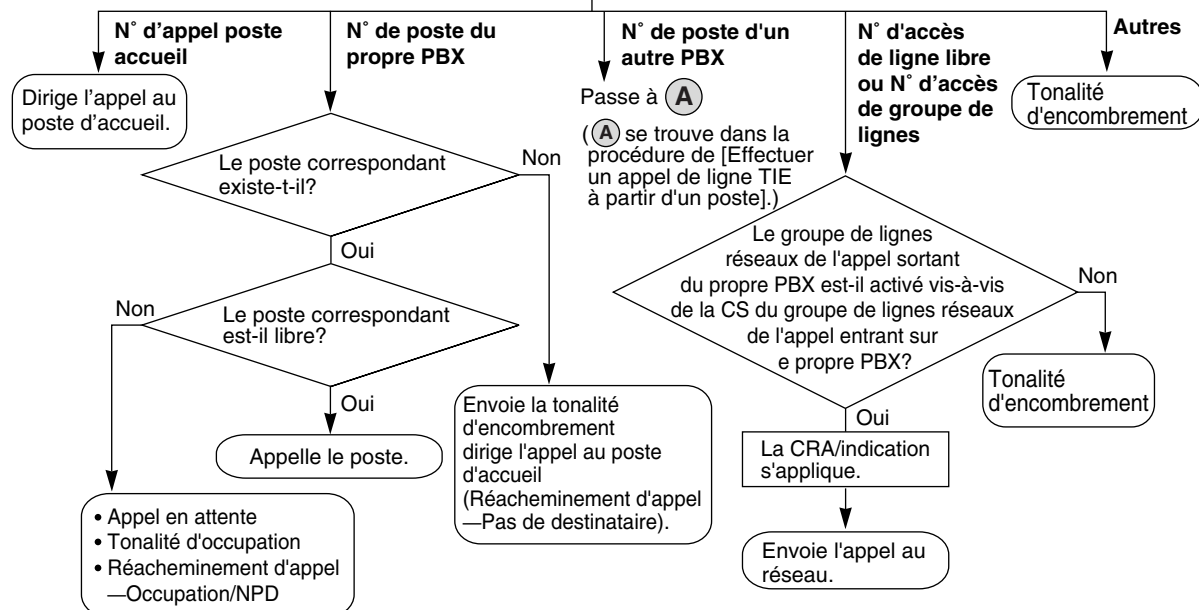 N° d'appel poste
accueil
Dirige l'appel au
poste d'accueil.
N° de poste du
propre PBX
Le poste correspondant
existe-t-il?
Non
Oui
Le poste correspondant
est-il libre?
Non
Oui
Appelle le poste.
• Appel en attente
• Tonalité d'occupation
• Réacheminement d'appel
—Occupation/NPD
Envoie la tonalité
d'encombrement
dirige l'appel au poste
d'accueil
(Réacheminement d'appel
—Pas de destinataire).
N° de poste d'un
autre PBX
Passe à A
(A se trouve dans la
procédure de [Effectuer
un appel de ligne TIE
à partir d'un poste].)
N° d'accès
de ligne libre
ou N° d'accès
de groupe de
lignes
Le groupe de lignes
réseaux de l'appel sortant
du propre PBX est-il activé vis-à-vis
de la CS du groupe de lignes réseaux
de l'appel entrant sur
e propre PBX?
Non
Tonalité
d'encombrement
Oui
La CRA/indication
s'applique.
Envoie l'appel au
réseau.
Autres
Tonalité
d'encombrement